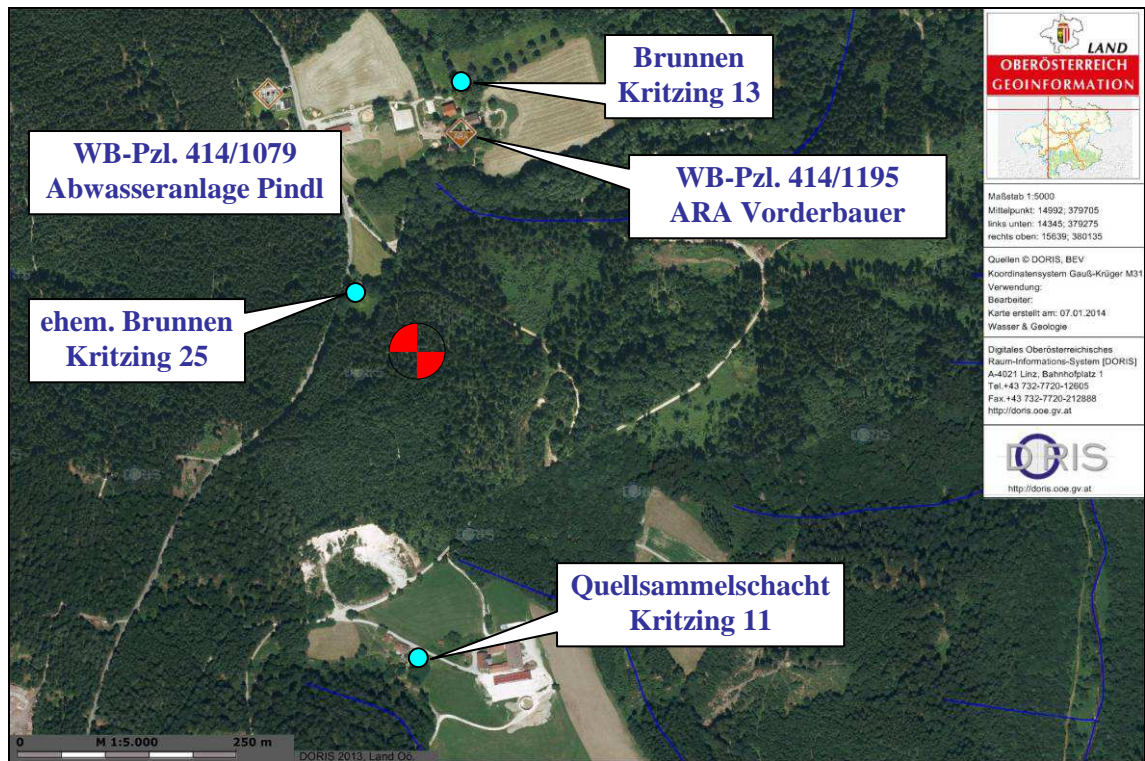 Brunnen
Kritzing 13
WB-Pzl. 414/1079
Abwasseranlage Pindl
WB-Pzl. 414/1195
ARA Vorderbauer
ehem. Brunnen
Kritzing 25
Quellsammelschacht
Kritzing 11
0 M 1:5.000 250 m
DORIS 2013, Land Oö.
LAND
OBERÖSTERREICH
GEOINFORMATION
Maßstab 1:5000
Mittelpunkt: 14992; 379705
links unten: 14345; 379275
rechts oben: 15639; 380135
Quellen © DORIS, BEV
Koordinatensystem Gauß-Krüger M31
Verwendung:
Bearbeiter:
Karte erstellt am: 07.01.2014
Wasser & Geologie
Digitales Oberösterreichisches
Raum-Informations-System [DORIS]
A-4021 Linz, Bahnhofplatz 1
Tel.+43 732-7720-12605
Fax.+43 732-7720-212888
http://doris.ooe.gv.at
DORIS
http://doris.ooe.gv.at